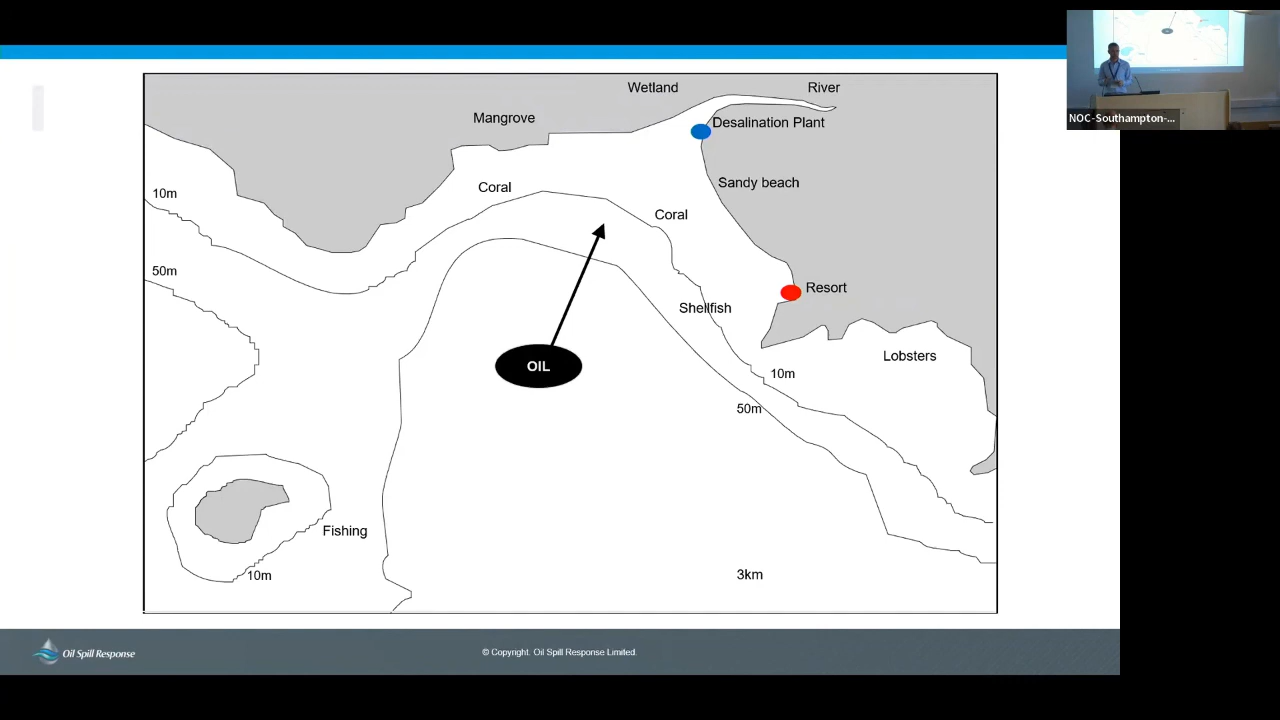 Wetland
River
Mangrove
Desalination Plant
Sandy beach
Coral
10m
Coral
50m
Resort
Shellfish
Lobsters
OIL
10m
50m
Fishing
10m
3km
Oil Spill Response
© Copyright. Oil Spill Response Limited.
NOC-Southampton-...